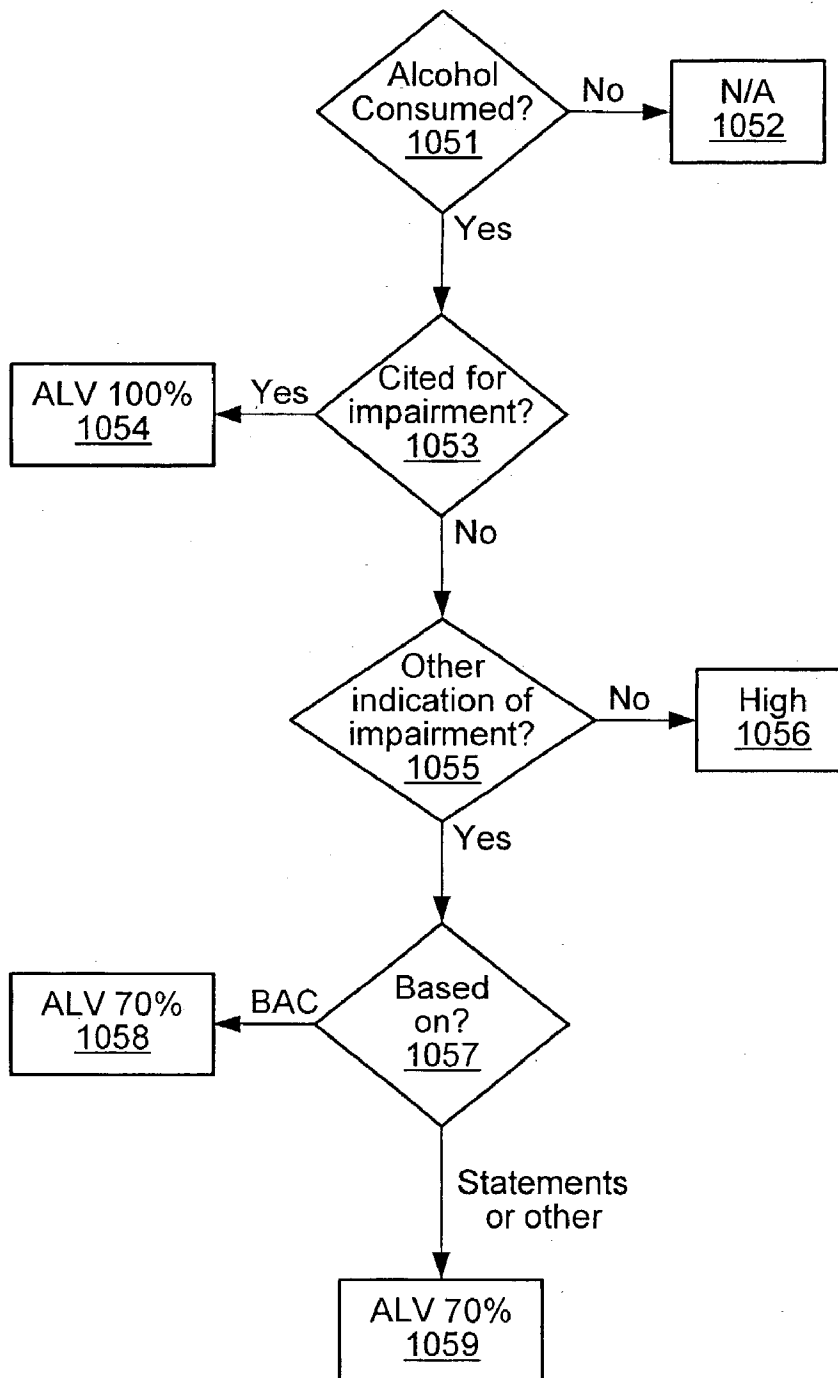 Alcohol
Consumed?
1051
No
N/A
1052
Yes
Cited for
impairment?
1053
Yes
ALV 100%
1054
No
Other
indication of
impairment?
1055
No
High
1056
Yes
Based
on?
1057
BAC
ALV 70%
1058
Statements
or other
ALV 70%
1059